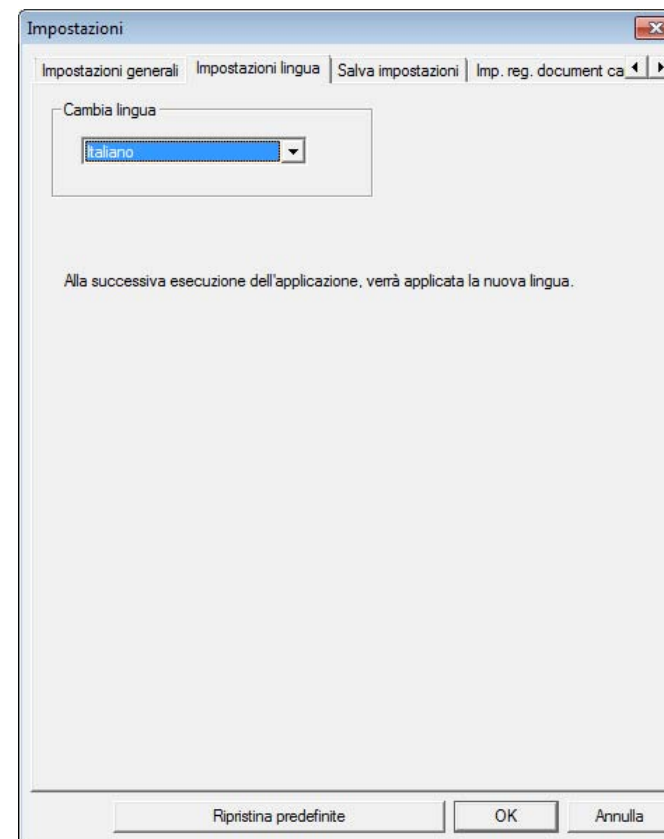 Impostazioni
Impostazioni generali Impostazioni lingua Salva impostazioni Imp. reg. document ca
Cambia lingua
Italiano
Alla successiva esecuzione dell'applicazione, verrà applicata la nuova lingua.
Ripristina predefinite OK Annulla